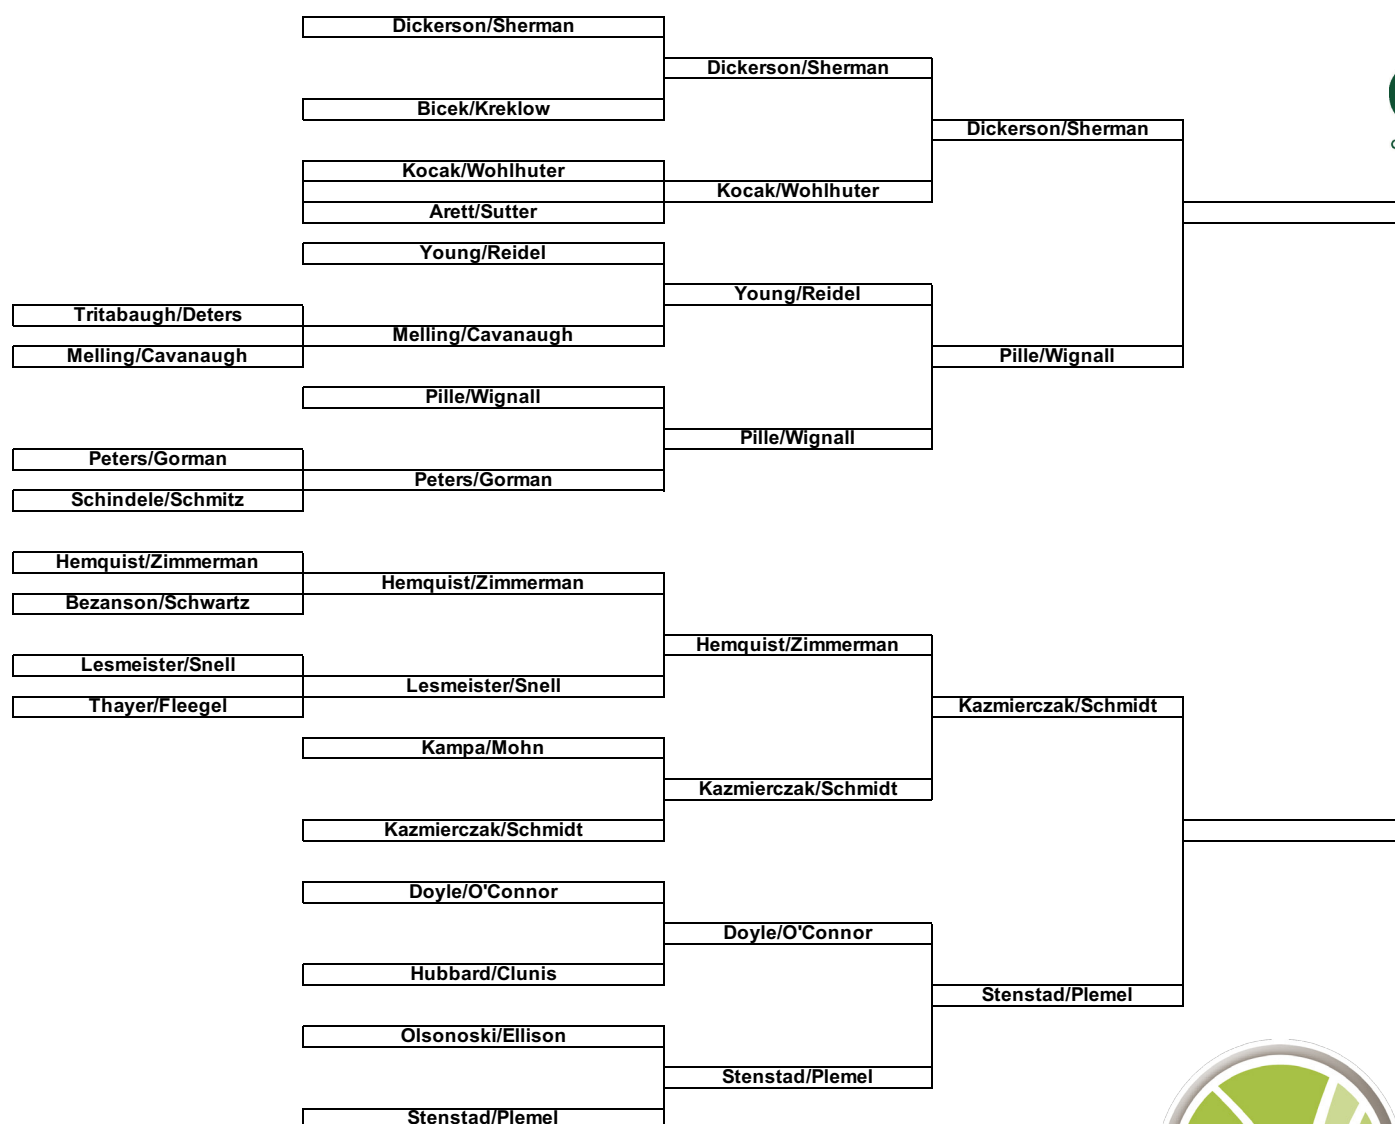 Dickerson/Sherman
Dickerson/Sherman
Bicek/Kreklow
Dickerson/Sherman
Kocak/Wohlhuter
Kocak/Wohlhuter
Arett/Sutter
Young/Reidel
Young/Reidel
Tritabaugh/Deters
Melling/Cavanaugh
Melling/Cavanaugh
Pille/Wignall
Pille/Wignall
Pille/Wignall
Peters/Gorman
Peters/Gorman
Schindele/Schmitz
Hemquist/Zimmerman
Hemquist/Zimmerman
Bezanson/Schwartz
Hemquist/Zimmerman
Lesmeister/Snell
Lesmeister/Snell
Thayer/Fleegel
Kazmierczak/Schmidt
Kampa/Mohn
Kazmierczak/Schmidt
Kazmierczak/Schmidt
Doyle/O'Connor
Doyle/O'Connor
Hubbard/Clunis
Stenstad/Plemel
Olsonoski/Ellison
Stenstad/Plemel
Stenstad/Plemel